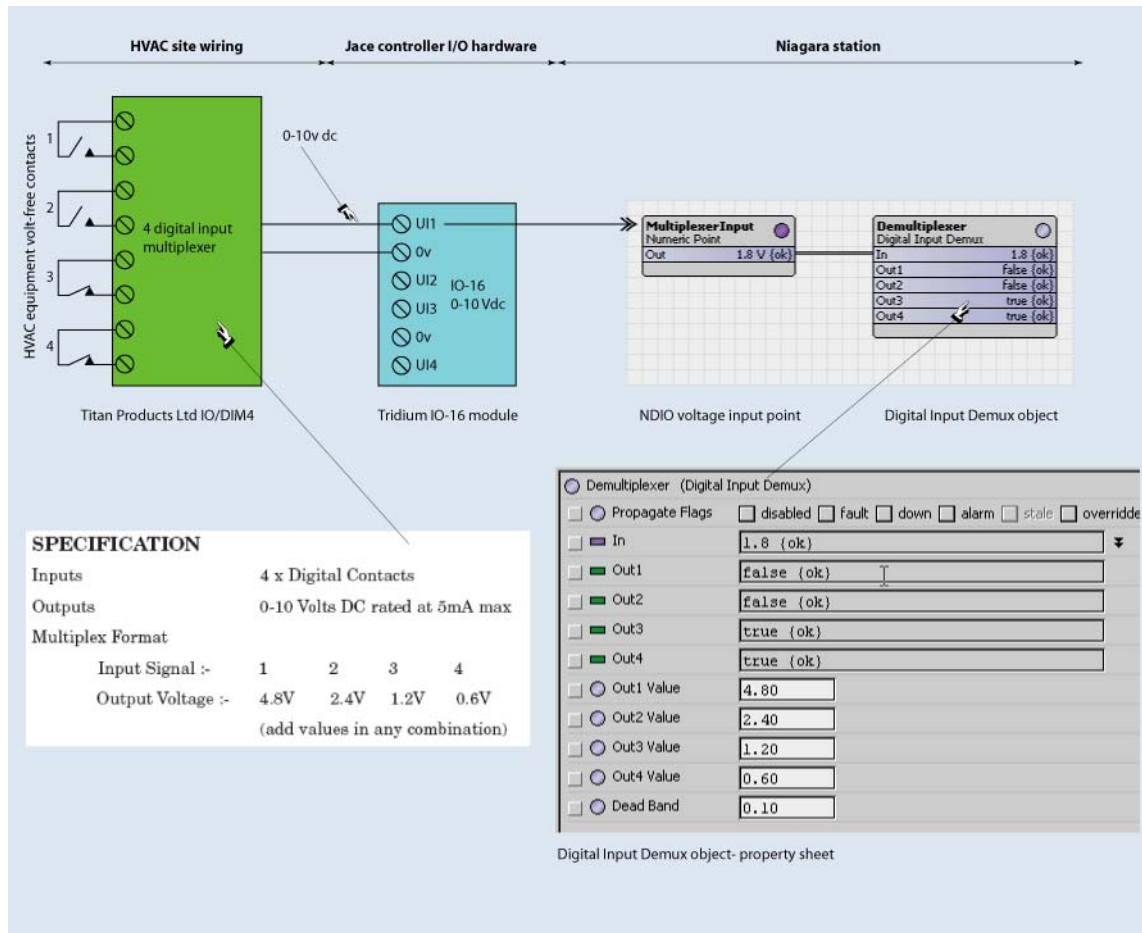 HVAC site wiring
Jace controller I/O hardware
Niagara station
HVAC equipment volt-free contacts
1
2
3
4
4 digital input
multiplexer
0-10v dc
UI1
0v
UI2
UI3
0v
UI4
IO-16
0-10 Vdc
MultiplexerInput
Numeric Point
Out 1.8 V {ok}
Demultiplexer
Digital Input Demux
In 1.8 {ok}
Out1 false {ok}
Out2 false {ok}
Out3 true {ok}
Out4 true {ok}
Titan Products Ltd IO/DIM4
Tridium IO-16 module
NDIO voltage input point
Digital Input Demux object
SPECIFICATION
Inputs 4 x Digital Contacts
Outputs 0-10 Volts DC rated at 5mA max
Multiplex Format
Input Signal :- 1 2 3 4
Output Voltage :- 4.8V 2.4V 1.2V 0.6V
(add values in any combination)
Demultiplexer (Digital Input Demux)
Propagate Flags disabled fault down alarm stale overridde
In 1.8 {ok}
Out1 false {ok}
Out2 false {ok}
Out3 true {ok}
Out4 true {ok}
Out1 Value 4.80
Out2 Value 2.40
Out3 Value 1.20
Out4 Value 0.60
Dead Band 0.10
Digital Input Demux object- property sheet